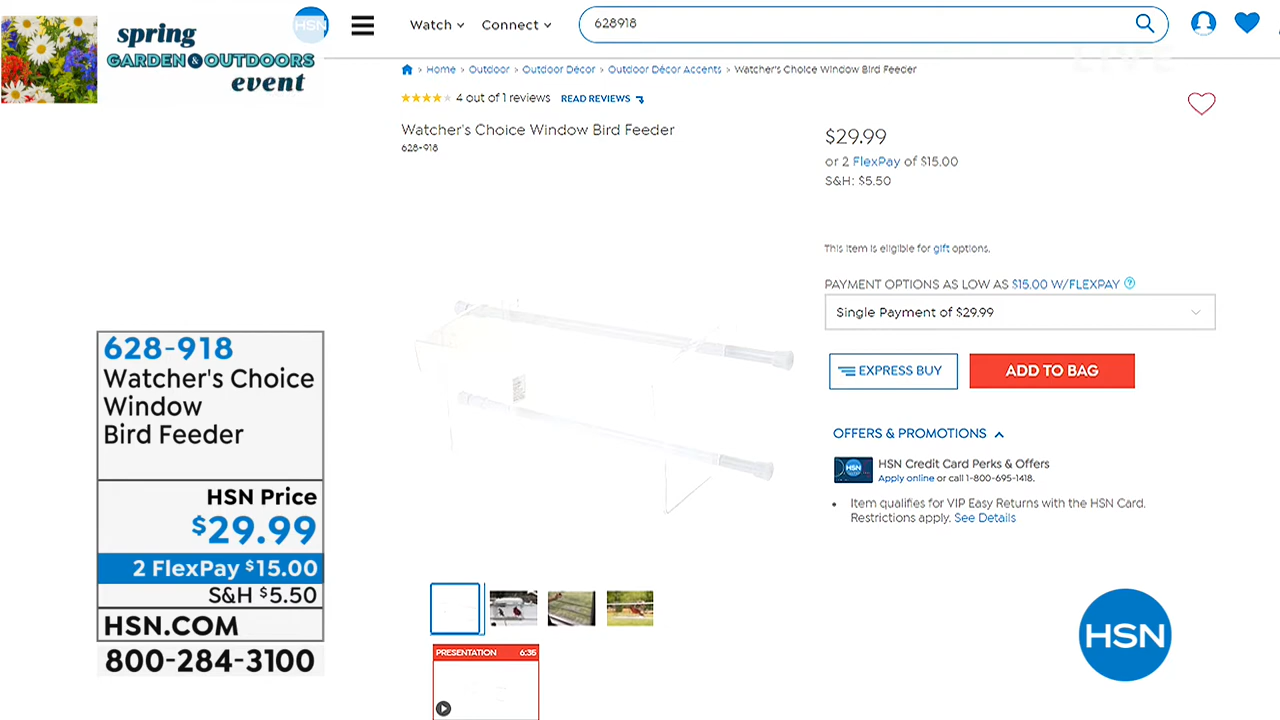 spring
GARDEN & OUTDOORS
event
HSN
Watch
Connect
628918
LIVE
Home > Outdoor > Outdoor Décor > Outdoor Décor Accents > Watcher's Choice Window Bird Feeder
4 out of 1 reviews READ REVIEWS
Watcher's Choice Window Bird Feeder
628-918
$29.99
or 2 FlexPay of $15.00
S&H: $5.50
This item is eligible for gift options.
PAYMENT OPTIONS AS LOW AS $15.00 W/FLEXPAY ?
Single Payment of $29.99
EXPRESS BUY
ADD TO BAG
OFFERS & PROMOTIONS
HSN
HSN Credit Card Perks & Offers
Apply online or call 1-800-695-1418.
• Item qualifies for VIP Easy Returns with the HSN Card.
Restrictions apply. See Details
628-918
Watcher's Choice
Window
Bird Feeder
HSN Price
$29.99
2 FlexPay $15.00
S&H $5.50
HSN.COM
800-284-3100
PRESENTATION 6:35
HSN